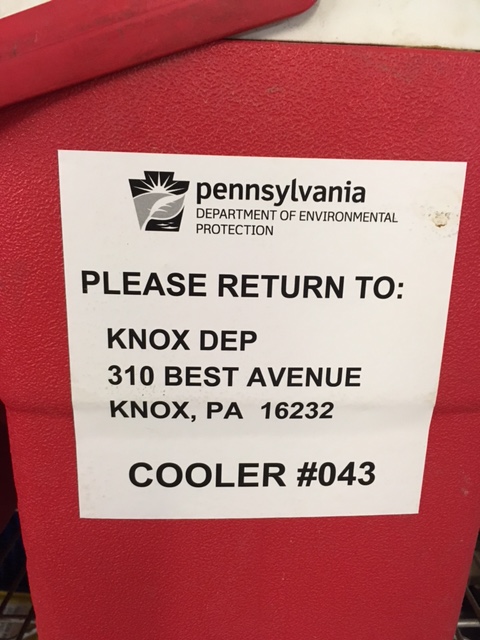 pennsylvania
DEPARTMENT OF ENVIRONMENTAL
PROTECTION
PLEASE RETURN TO:
KNOX DEP
310 BEST AVENUE
KNOX, PA 16232
COOLER #043